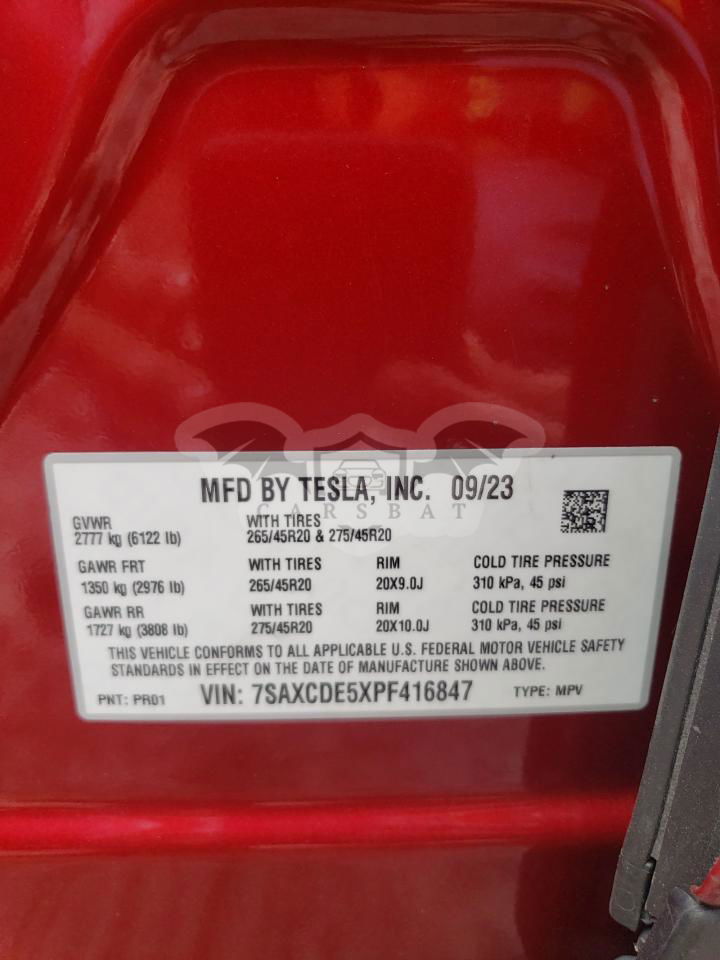 MFD BY TESLA, INC. 09/23
CARSBAT
GVWR WITH TIRES
2777 kg (6122 lb) 265/45R20 & 275/45R20
GAWR FRT WITH TIRES RIM COLD TIRE PRESSURE
1350 kg (2976 lb) 265/45R20 20X9.0J 310 kPa, 45 psi
GAWR RR WITH TIRES RIM COLD TIRE PRESSURE
1727 kg (3808 lb) 275/45R20 20X10.0J 310 kPa, 45 psi
THIS VEHICLE CONFORMS TO ALL APPLICABLE U.S. FEDERAL MOTOR VEHICLE SAFETY
STANDARDS IN EFFECT ON THE DATE OF MANUFACTURE SHOWN ABOVE.
PNT: PR01 VIN: 7SAXCDE5XPF416847 TYPE: MPV